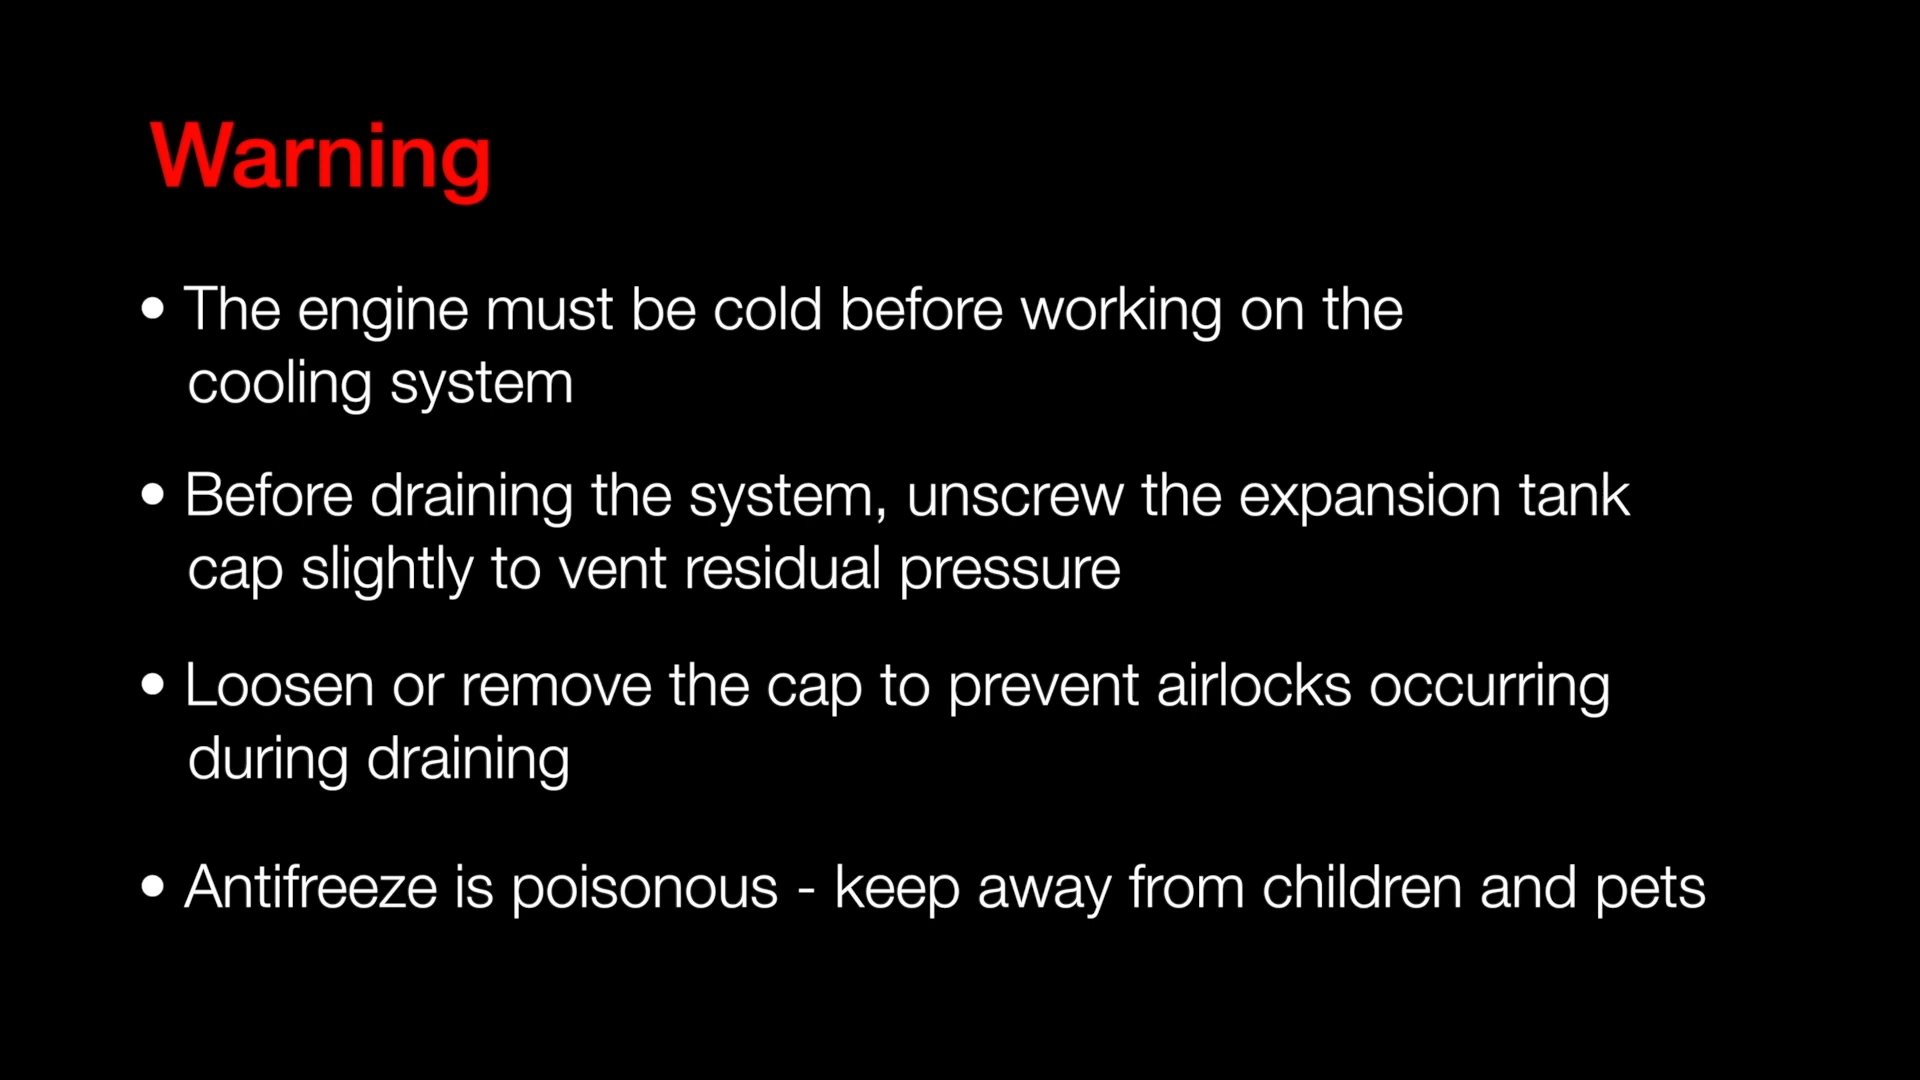 Warning
• The engine must be cold before working on the
cooling system
• Before draining the system, unscrew the expansion tank
cap slightly to vent residual pressure
• Loosen or remove the cap to prevent airlocks occurring
during draining
• Antifreeze is poisonous - keep away from children and pets